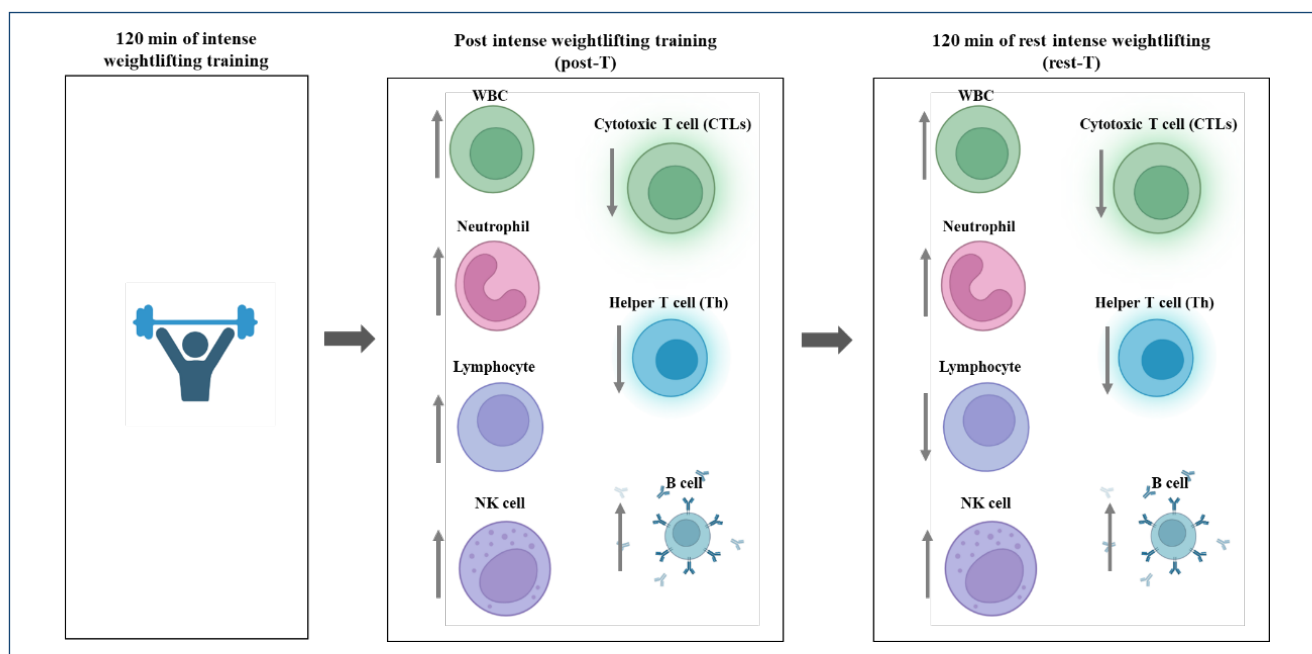 120 min of intense
weightlifting training
Post intense weightlifting training
(post-T)
WBC
Cytotoxic T cell (CTLs)
Neutrophil
Helper T cell (Th)
Lymphocyte
B cell
NK cell
120 min of rest intense weightlifting
(rest-T)
WBC
Cytotoxic T cell (CTLs)
Neutrophil
Helper T cell (Th)
Lymphocyte
B cell
NK cell